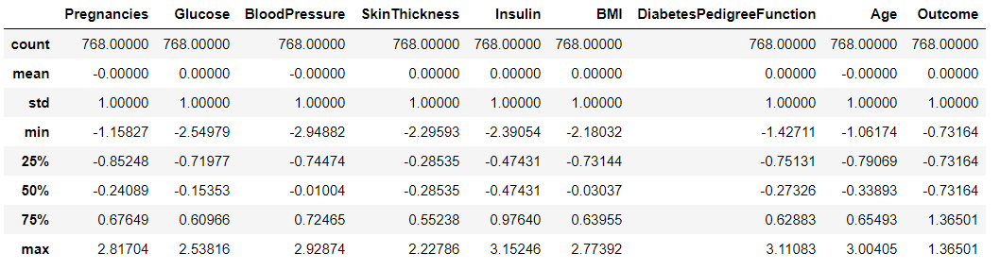 Pregnancies Glucose BloodPressure SkinThickness Insulin BMI DiabetesPedigreeFunction Age Outcome
count 768.00000 768.00000 768.00000 768.00000 768.00000 768.00000 768.00000 768.00000 768.00000
mean -0.00000 0.00000 -0.00000 0.00000 0.00000 0.00000 0.00000 -0.00000 0.00000
std 1.00000 1.00000 1.00000 1.00000 1.00000 1.00000 1.00000 1.00000 1.00000
min -1.15827 -2.54979 -2.94882 -2.29593 -2.39054 -2.18032 -1.42711 -1.06174 -0.73164
25% -0.85248 -0.71977 -0.74474 -0.28535 -0.47431 -0.73144 -0.75131 -0.79069 -0.73164
50% -0.24089 -0.15353 -0.01004 -0.28535 -0.47431 -0.03037 -0.27326 -0.33893 -0.73164
75% 0.67649 0.60966 0.72465 0.55238 0.97640 0.63955 0.62883 0.65493 1.36501
max 2.81704 2.53816 2.92874 2.22786 3.15246 2.77392 3.11083 3.00405 1.36501